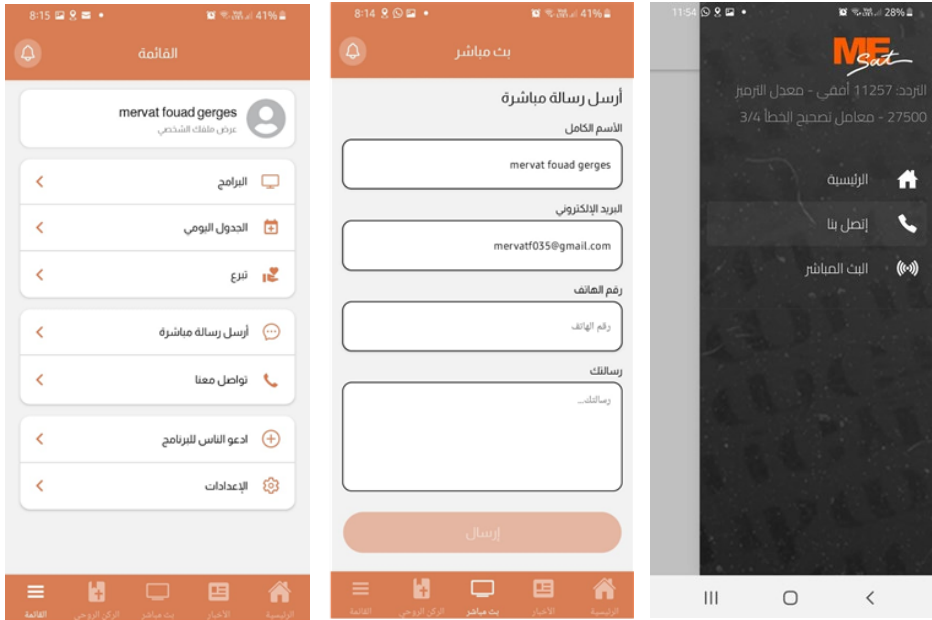 8:15
41%
القائمة
mervat fouad gerges
عرض ملفك الشخصي
البرامج
الجدول اليومي
تبرع
أرسل رسالة مباشرة
تواصل معنا
ادعو الناس للبرنامج
الإعدادات
الرئيسية
الأخبار
بث مباشر
الركن الروحي
القائمة
8:14
41%
بث مباشر
أرسل رسالة مباشرة
الأسم الكامل
mervat fouad gerges
البريد الإلكتروني
mervatf035@gmail.com
رقم الهاتف
رقم الهاتف
رسالتك
رسالتك...
إرسال
الرئيسية
الأخبار
بث مباشر
الركن الروحي
القائمة
11:54
28%
ME Sat
التردد: 11257 أفقي - معدل الترميز
27500 - معامل تصحيح الخطأ 3/4
الرئيسية
إتصل بنا
البث المباشر